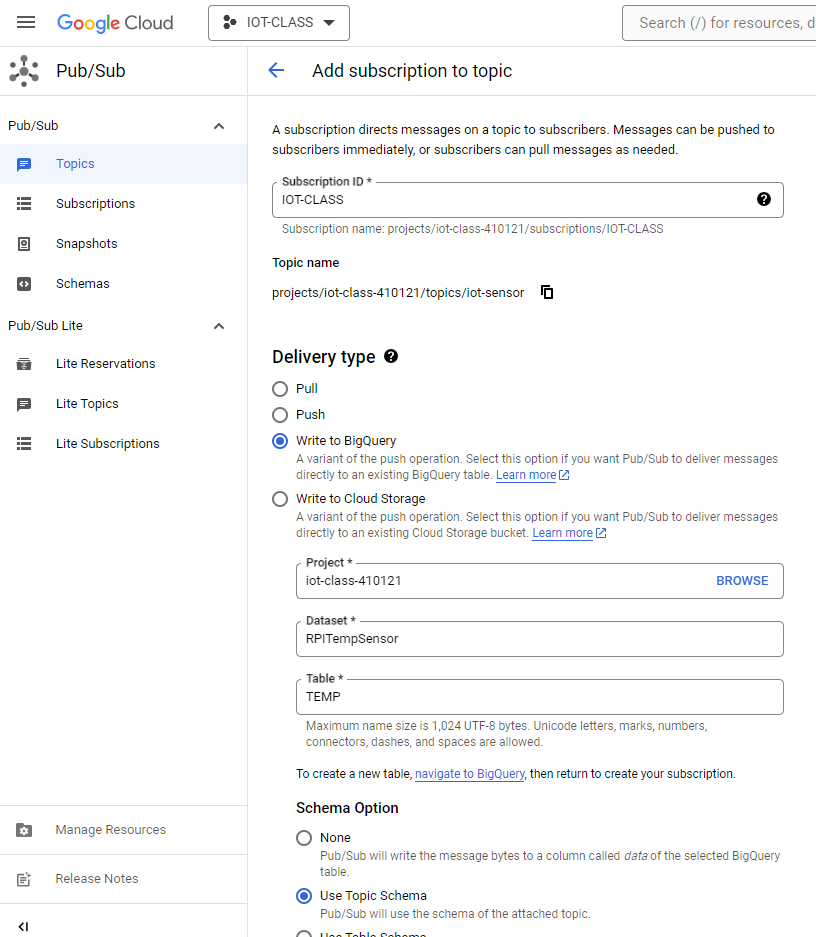 Google Cloud
IOT-CLASS
Search (/) for resources, d
Pub/Sub
Add subscription to topic
Pub/Sub
Topics
Subscriptions
Snapshots
Schemas
Pub/Sub Lite
Lite Reservations
Lite Topics
Lite Subscriptions
Manage Resources
Release Notes
A subscription directs messages on a topic to subscribers. Messages can be pushed to
subscribers immediately, or subscribers can pull messages as needed.
Subscription ID *
IOT-CLASS
Subscription name: projects/iot-class-410121/subscriptions/IOT-CLASS
Topic name
projects/iot-class-410121/topics/iot-sensor
Delivery type
Pull
Push
Write to BigQuery
A variant of the push operation. Select this option if you want Pub/Sub to deliver messages
directly to an existing BigQuery table. Learn more
Write to Cloud Storage
A variant of the push operation. Select this option if you want Pub/Sub to deliver messages
directly to an existing Cloud Storage bucket. Learn more
Project *
iot-class-410121
BROWSE
Dataset *
RPITempSensor
Table *
TEMP
Maximum name size is 1,024 UTF-8 bytes. Unicode letters, marks, numbers,
connectors, dashes, and spaces are allowed.
To create a new table, navigate to BigQuery, then return to create your subscription.
Schema Option
None
Pub/Sub will write the message bytes to a column called data of the selected BigQuery
table.
Use Topic Schema
Pub/Sub will use the schema of the attached topic.
Use Table Schema